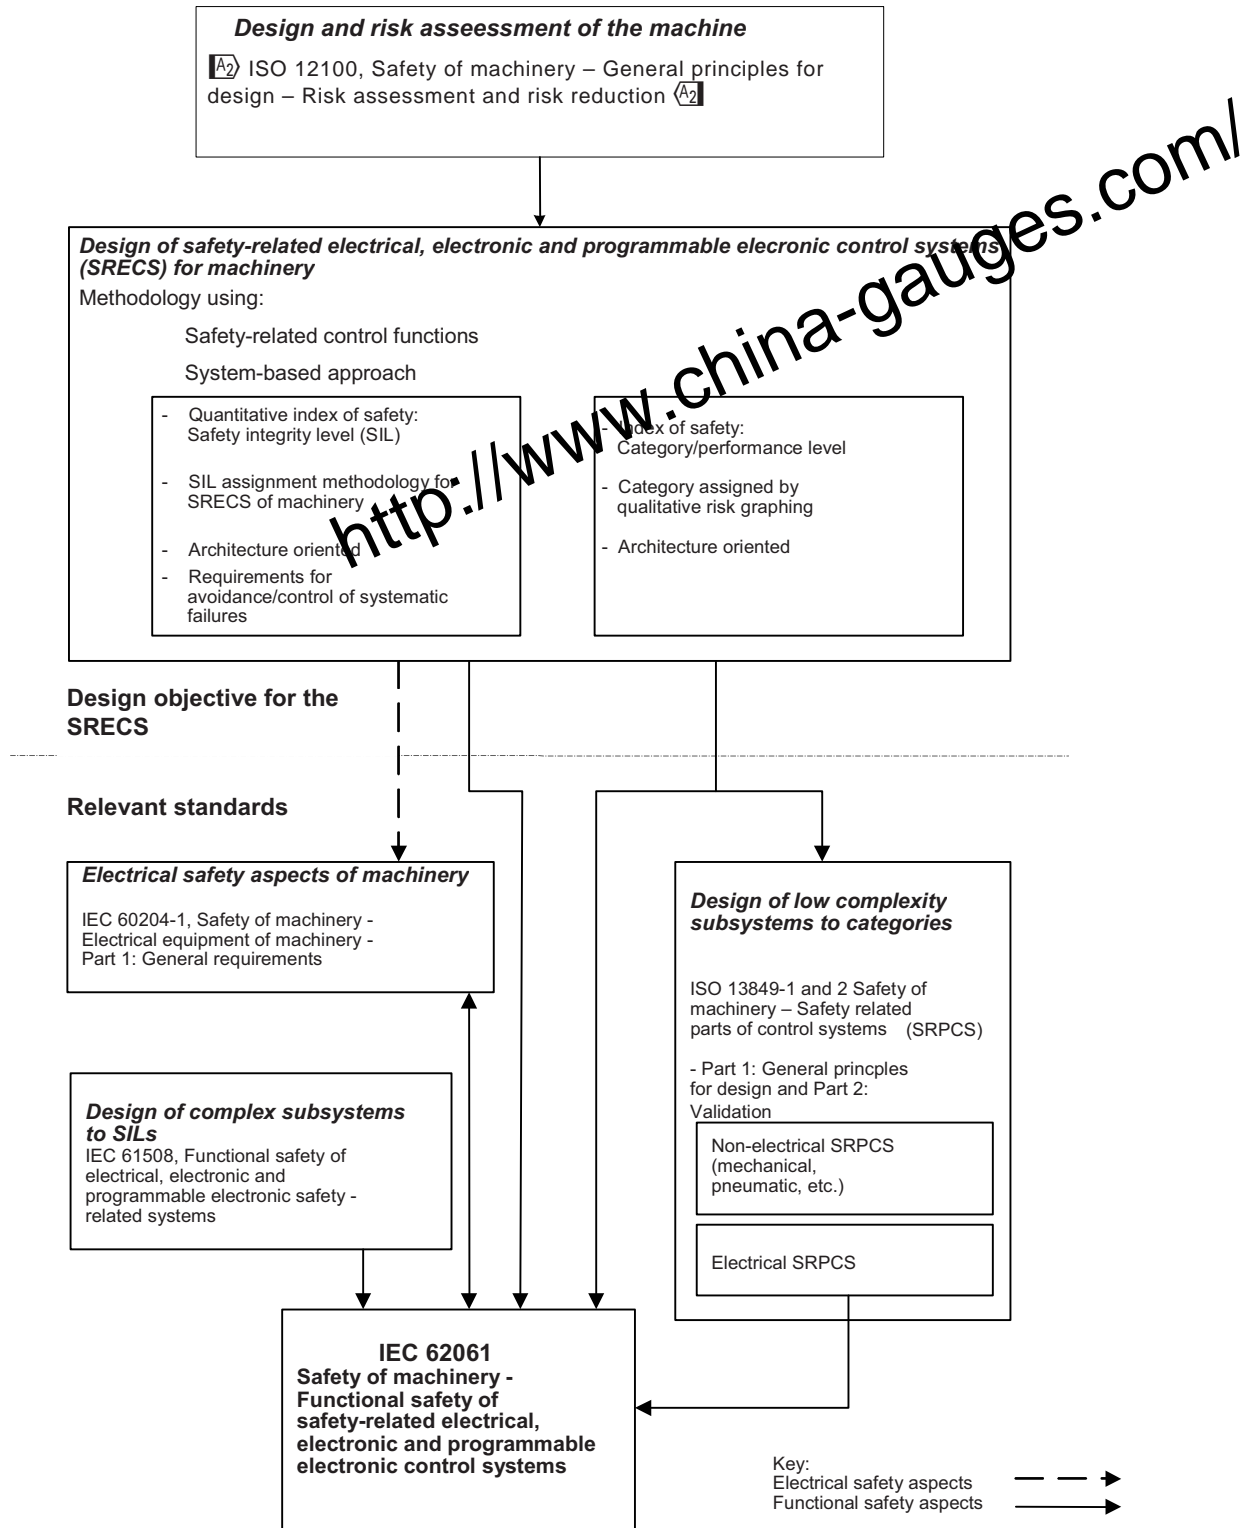 Design and risk asseessment of the machine
A2 ISO 12100, Safety of machinery – General principles for
design – Risk assessment and risk reduction A2
Design of safety-related electrical, electronic and programmable elecronic control systems
(SRECS) for machinery
Methodology using:
Safety-related control functions
System-based approach
- Quantitative index of safety:
Safety integrity level (SIL)
- SIL assignment methodology for
SRECS of machinery
- Architecture oriented
- Requirements for
avoidance/control of systematic
failures
- Index of safety:
Category/performance level
- Category assigned by
qualitative risk graphing
- Architecture oriented
http://www.china-gauges.com/
Design objective for the
SRECS
Relevant standards
Electrical safety aspects of machinery
IEC 60204-1, Safety of machinery -
Electrical equipment of machinery -
Part 1: General requirements
Design of low complexity
subsystems to categories
ISO 13849-1 and 2 Safety of
machinery – Safety related
parts of control systems (SRPCS)
- Part 1: General princples
for design and Part 2:
Validation
Non-electrical SRPCS
(mechanical,
pneumatic, etc.)
Electrical SRPCS
Design of complex subsystems
to SILs
IEC 61508, Functional safety of
electrical, electronic and
programmable electronic safety -
related systems
IEC 62061
Safety of machinery -
Functional safety of
safety-related electrical,
electronic and programmable
electronic control systems
Key:
Electrical safety aspects
Functional safety aspects